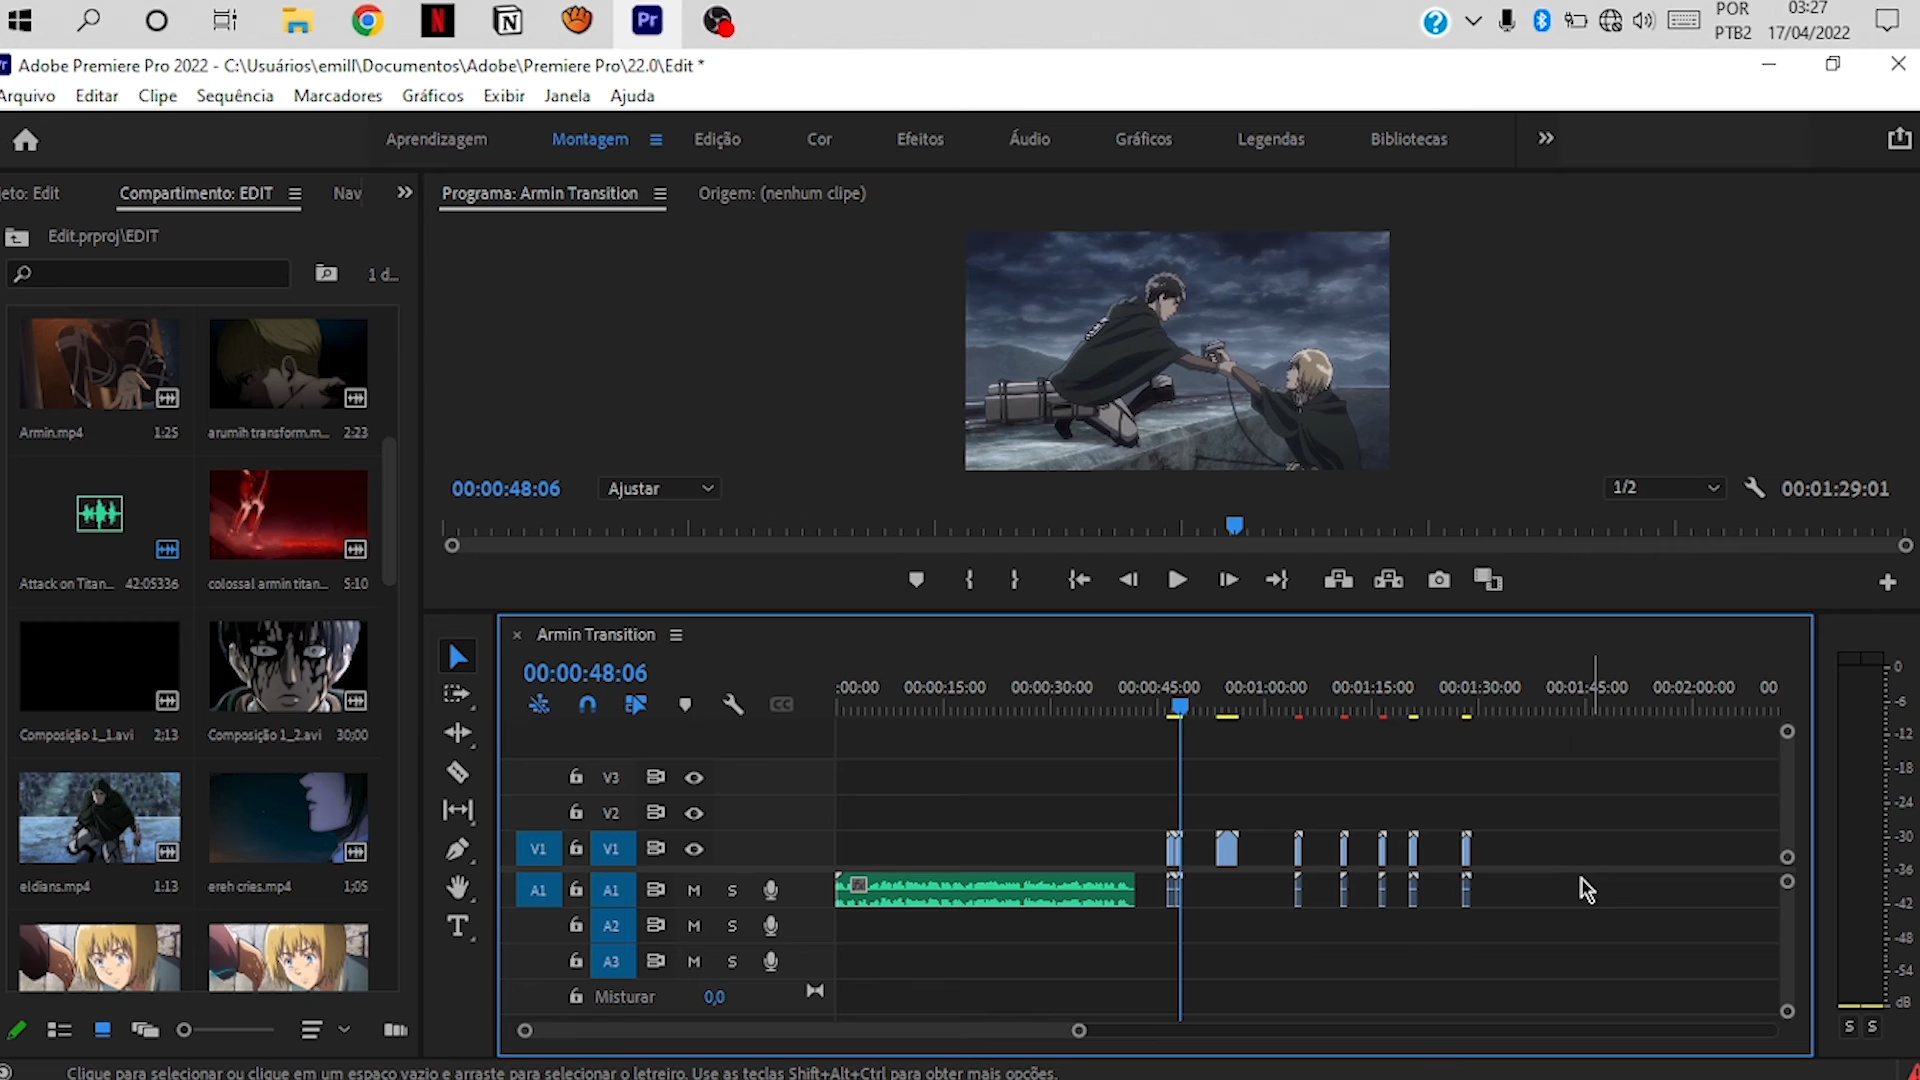 POR
PTB2
03:27
17/04/2022
Adobe Premiere Pro 2022 - C:\Usuários\emill\Documentos\Adobe\Premiere Pro\22.0\Edit *
Arquivo Editar Clipe Sequência Marcadores Gráficos Exibir Janela Ajuda
Aprendizagem Montagem Edição Cor Efeitos Áudio Gráficos Legendas Bibliotecas
eto: Edit Compartimento: EDIT Nav
Programa: Armin Transition Origem: (nenhum clipe)
Edit.prproj\EDIT
1 d...
Armin.mp4 1:25
arumih transform.m... 2:23
Attack on Titan... 42:05336
colossal armin titan... 5:10
Composição 1_1.avi 2;13
Composição 1_2.avi 30;00
eldians.mp4 1:13
ereh cries.mp4 1;05
00:00:48:06 Ajustar 1/2 00:01:29:01
Armin Transition
00:00:48:06
:00:00 00:00:15:00 00:00:30:00 00:00:45:00 00:01:00:00 00:01:15:00 00:01:30:00 00:01:45:00 00:02:00:00 00
V3
V2
V1 V1
A1 A1 M S
A2 M S
A3 M S
Misturar 0,0
0
-6
-12
-18
-24
-30
-36
-42
-48
-54
dB
S S
Clique para selecionar ou clique em um espaço vazio e arraste para selecionar o letreiro. Use as teclas Shift+Alt+Ctrl para obter mais opções.